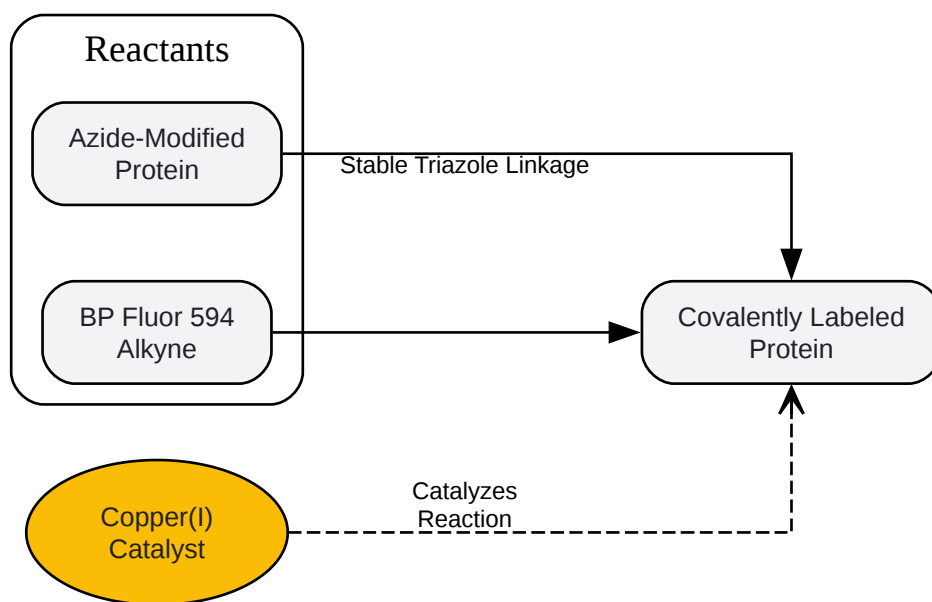 Reactants
Azide-Modified
Protein
Stable Triazole Linkage
BP Fluor 594
Alkyne
Covalently Labeled
Protein
Catalyzes
Reaction
Copper(I)
Catalyst